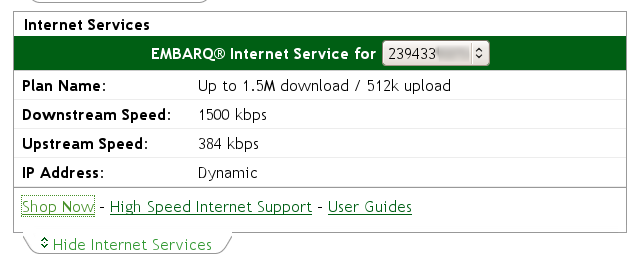 Internet Services
EMBARQ® Internet Service for 239433
Plan Name: Up to 1.5M download / 512k upload
Downstream Speed: 1500 kbps
Upstream Speed: 384 kbps
IP Address: Dynamic
Shop Now - High Speed Internet Support - User Guides
Hide Internet Services